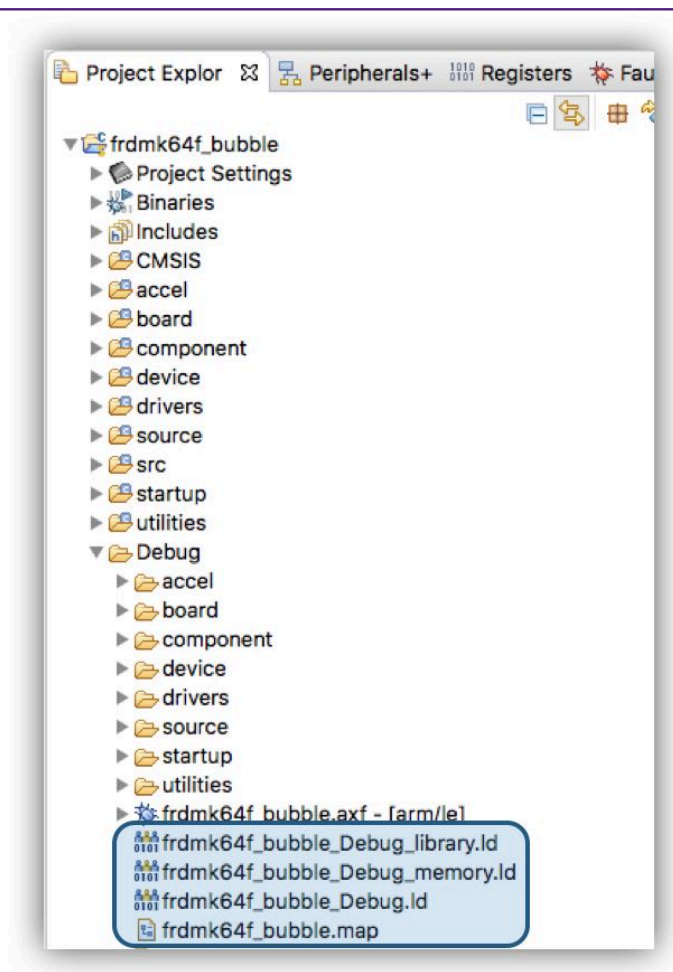 Project Explor Peripherals+ Registers Fau
frdmk64f_bubble
Project Settings
Binaries
Includes
CMSIS
accel
board
component
device
drivers
source
src
startup
utilities
Debug
accel
board
component
device
drivers
source
startup
utilities
frdmk64f_bubble.axf - [arm/le]
frdmk64f_bubble_Debug_library.ld
frdmk64f_bubble_Debug_memory.ld
frdmk64f_bubble_Debug.ld
frdmk64f_bubble.map